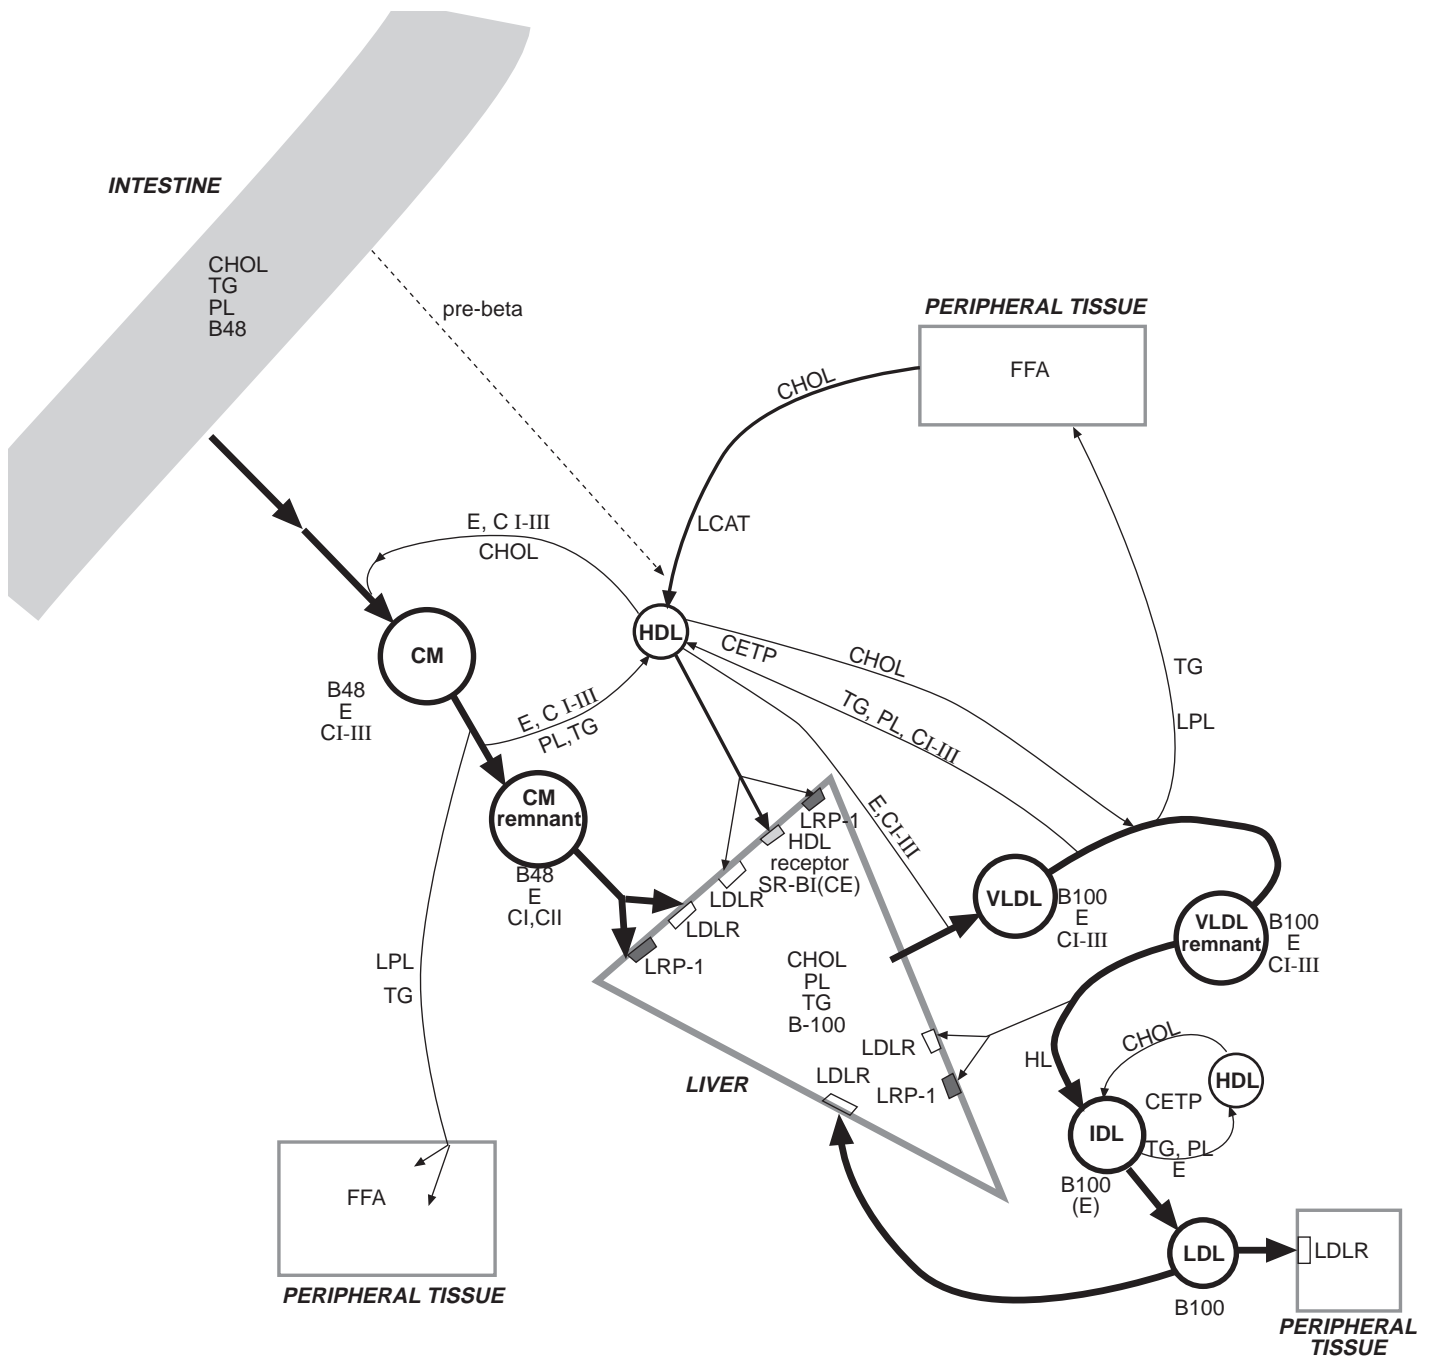 INTESTINE
CHOL
TG
PL
B48
pre-beta
PERIPHERAL TISSUE
FFA
CHOL
LCAT
E, C I-III
CHOL
HDL
CM
B48
E
CI-III
E, C I-III
PL,TG
CETP
CHOL
TG, PL, CI-III
TG
LPL
CM
remnant
B48
E
CI,CII
LRP-1
HDL
receptor
SR-BI(CE)
LDLR
LDLR
LRP-1
E,CI-III
VLDL
B100
E
CI-III
VLDL
remnant
B100
E
CI-III
LPL
TG
CHOL
PL
TG
B-100
LDLR
LRP-1
LDLR
LIVER
HL
CHOL
HDL
CETP
IDL
TG, PL
E
B100
(E)
FFA
PERIPHERAL TISSUE
LDL
B100
LDLR
PERIPHERAL
TISSUE